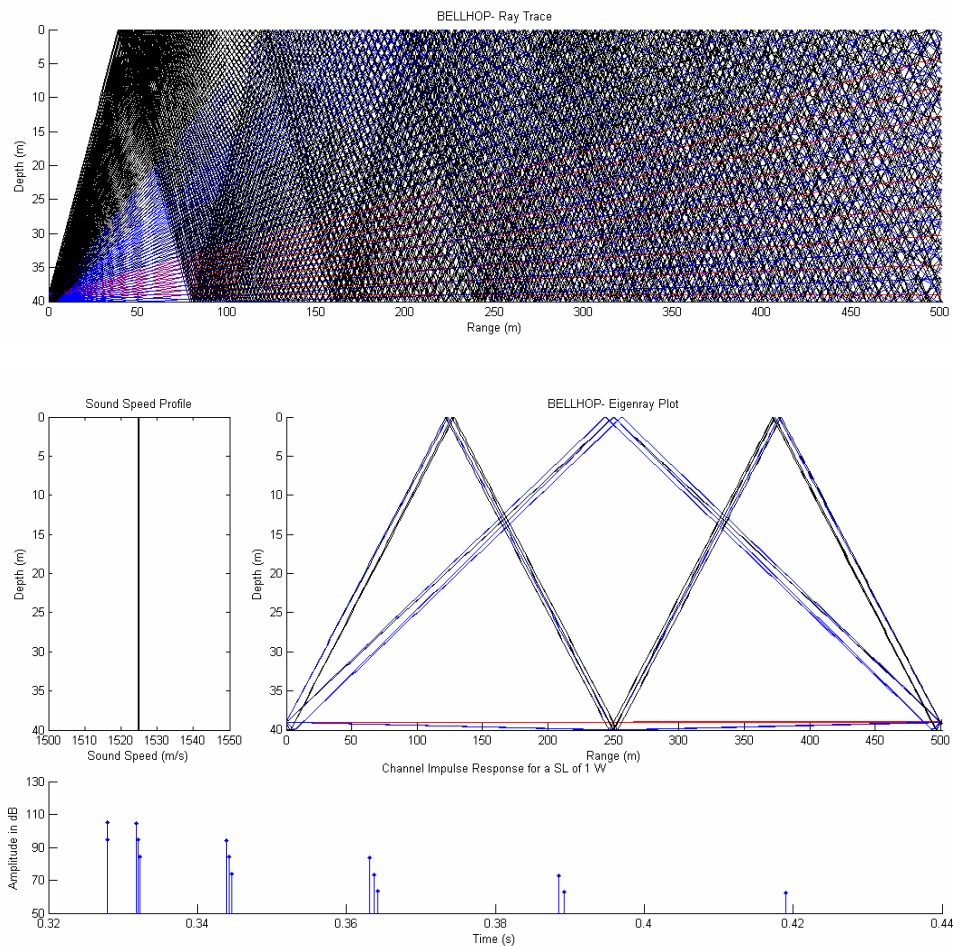 BELLHOP- Ray Trace
Depth (m)
0
5
10
15
20
25
30
35
40
0 50 100 150 200 250 300 350 400 450 500
Range (m)
Sound Speed Profile
Depth (m)
0
5
10
15
20
25
30
35
40
1500 1510 1520 1530 1540 1550
Sound Speed (m/s)
BELLHOP- Eigenray Plot
Depth (m)
0
5
10
15
20
25
30
35
40
0 50 100 150 200 250 300 350 400 450 500
Range (m)
Channel Impulse Response for a SL of 1 W
Amplitude in dB
130
110
90
70
50
0.32 0.34 0.36 0.38 0.4 0.42 0.44
Time (s)